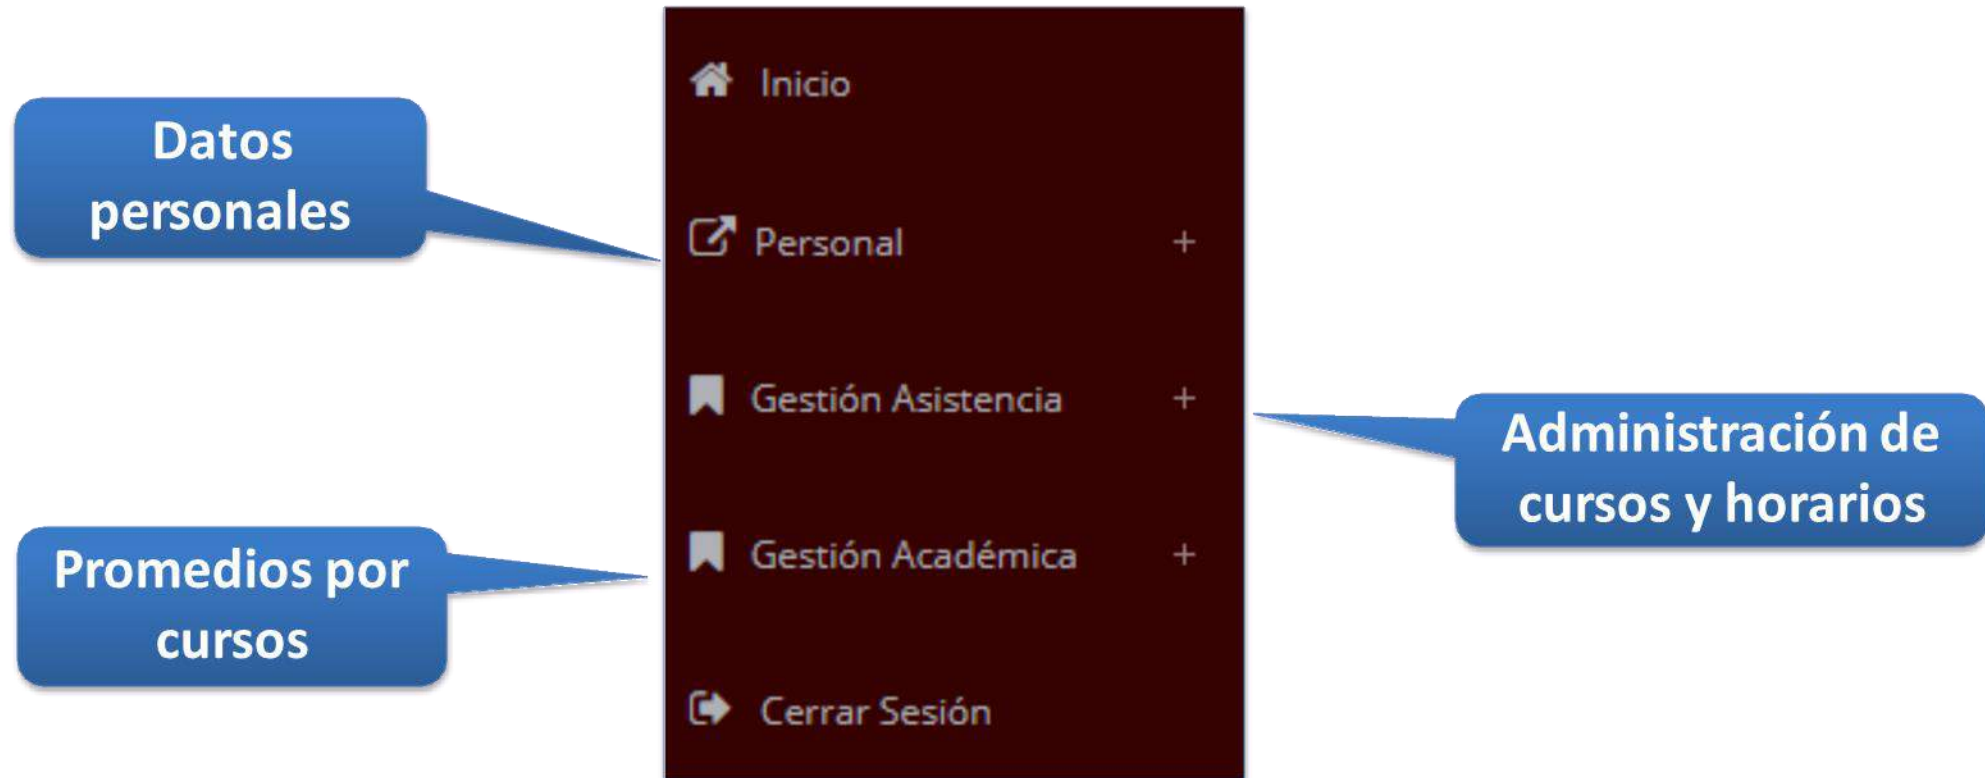 Inicio
Datos
personales
Personal +
Gestión Asistencia +
Administración de
cursos y horarios
Promedios por
cursos
Gestión Académica +
Cerrar Sesión